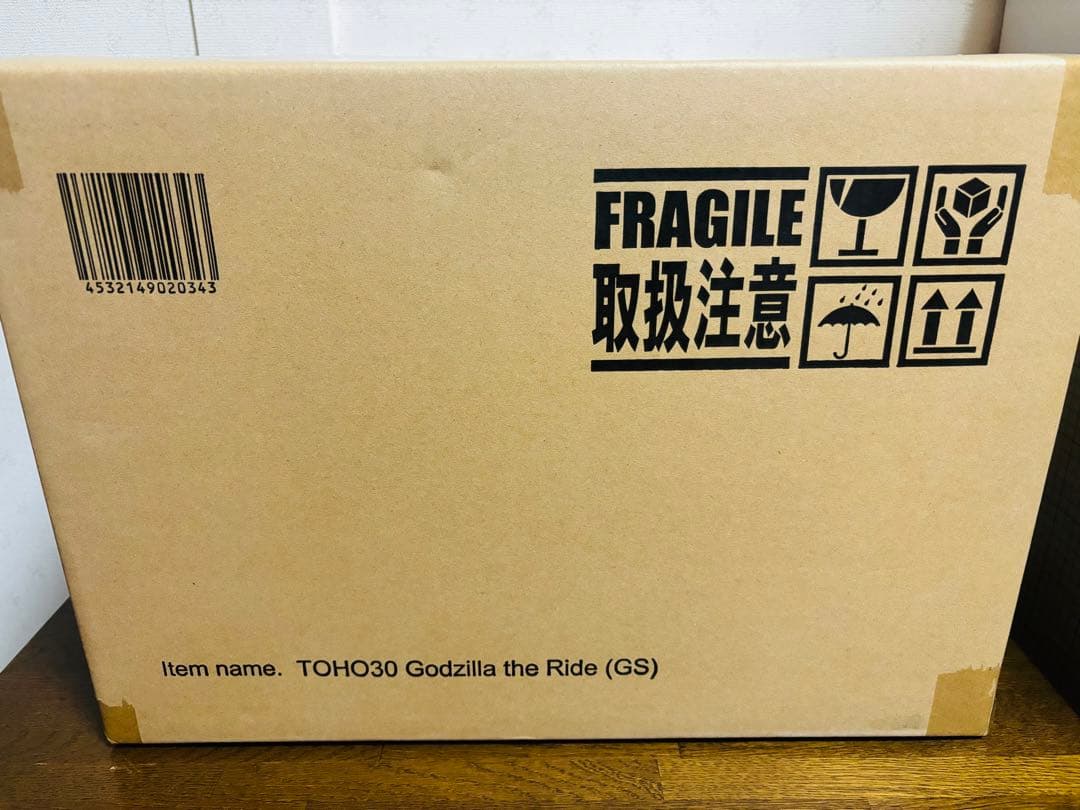 4532149020343
FRAGILE
取扱注意
Item name. TOHO30 Godzilla the Ride (GS)